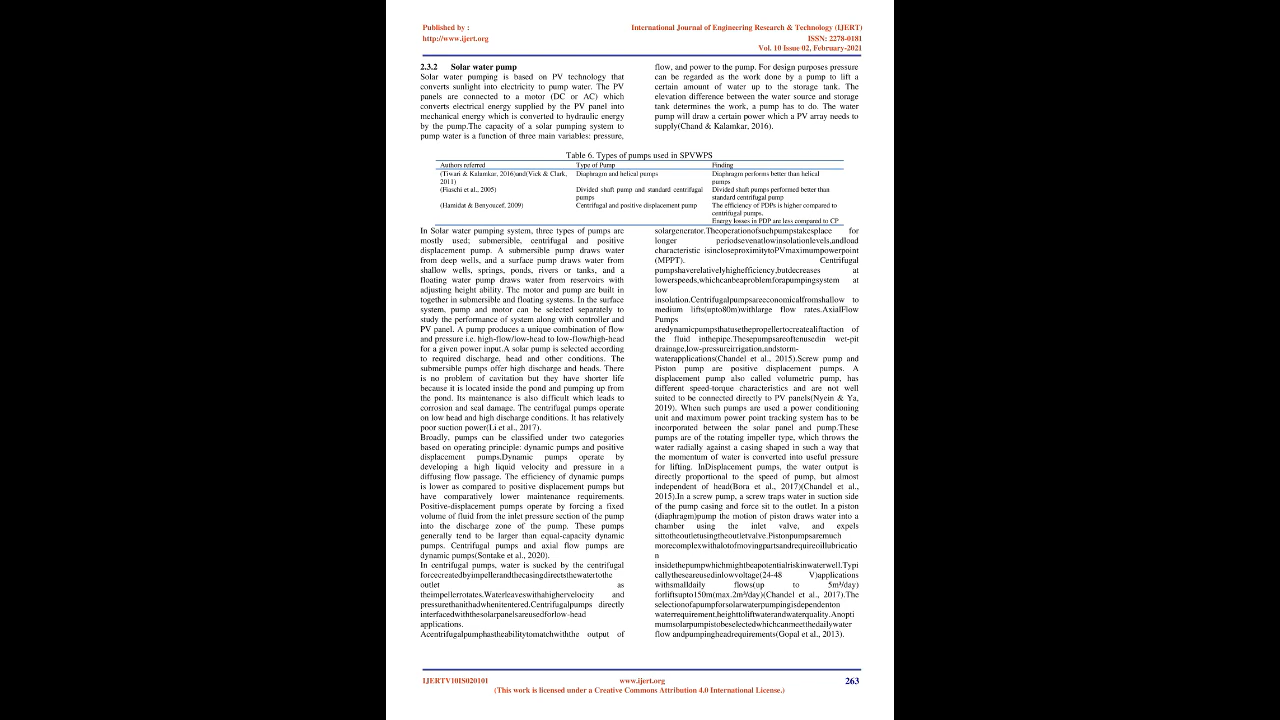 Published by :
http://www.ijert.org
International Journal of Engineering Research & Technology (IJERT)
ISSN: 2278-0181
Vol. 10 Issue 02, February-2021
2.3.2 Solar water pump
Solar water pumping is based on PV technology that
converts sunlight into electricity to pump water. The PV
panels are connected to a motor (DC or AC) which
converts electrical energy supplied by the PV panel into
mechanical energy which is converted to hydraulic energy
by the pump.The capacity of a solar pumping system to
pump water is a function of three main variables: pressure,
flow, and power to the pump. For design purposes pressure
can be regarded as the work done by a pump to lift a
certain amount of water up to the storage tank. The
elevation difference between the water source and storage
tank determines the work, a pump has to do. The water
pump will draw a certain power which a PV array needs to
supply(Chand & Kalamkar, 2016).
Table 6. Types of pumps used in SPVWPS
Authors referred Type of Pump Finding
(Tiwari & Kalamkar, 2016)and(Vick & Clark, Diaphragm and helical pumps Diaphragm performs better than helical
2011) pumps
(Fiaschi et al., 2005) Divided shaft pump and standard centrifugal Divided shaft pumps performed better than
pumps standard centrifugal pump
(Hamidat & Benyoucef, 2009) Centrifugal and positive displacement pump The efficiency of PDPs is higher compared to
centrifugal pumps.
Energy losses in PDP are less compared to CP
In Solar water pumping system, three types of pumps are
mostly used; submersible, centrifugal and positive
displacement pump. A submersible pump draws water
from deep wells, and a surface pump draws water from
shallow wells, springs, ponds, rivers or tanks, and a
floating water pump draws water from reservoirs with
adjusting height ability. The motor and pump are built in
together in submersible and floating systems. In the surface
system, pump and motor can be selected separately to
study the performance of system along with controller and
PV panel. A pump produces a unique combination of flow
and pressure i.e. high-flow/low-head to low-flow/high-head
for a given power input.A solar pump is selected according
to required discharge, head and other conditions. The
submersible pumps offer high discharge and heads. There
is no problem of cavitation but they have shorter life
because it is located inside the pond and pumping up from
the pond. Its maintenance is also difficult which leads to
corrosion and seal damage. The centrifugal pumps operate
on low head and high discharge conditions. It has relatively
poor suction power(Li et al., 2017).
Broadly, pumps can be classified under two categories
based on operating principle: dynamic pumps and positive
displacement pumps.Dynamic pumps operate by
developing a high liquid velocity and pressure in a
diffusing flow passage. The efficiency of dynamic pumps
is lower as compared to positive displacement pumps but
have comparatively lower maintenance requirements.
Positive-displacement pumps operate by forcing a fixed
volume of fluid from the inlet pressure section of the pump
into the discharge zone of the pump. These pumps
generally tend to be larger than equal-capacity dynamic
pumps. Centrifugal pumps and axial flow pumps are
dynamic pumps(Sontake et al., 2020).
In centrifugal pumps, water is sucked by the centrifugal
forcecreatedbyimpellerandthecasingdirectsthewatertothe
outlet as
theimpellerrotates.Waterleaveswithahighervelocity and
pressurethanithadwhenitentered.Centrifugalpumps directly
interfacedwiththesolarpanelsareusedforlow-head
applications.
Acentrifugalpumphastheabilitytomatchwiththe output of
solargenerator.Theoperationofsuchpumpstakesplace for
longer periodsevenatlowinsolationlevels,andload
characteristic isincloseproximitytoPVmaximumpowerpoint
(MPPT). Centrifugal
pumpshaverelativelyhighefficiency,butdecreases at
lowerspeeds,whichcanbeaproblemforapumpingsystem at
low
insolation.Centrifugalpumpsareeconomicalfromshallow to
medium lifts(upto80m)withlarge flow rates.AxialFlow
Pumps
aredynamicpumpsthatusethepropellertocreatealiftaction of
the fluid inthepipe.Thesepumpsareoftenusedin wet-pit
drainage,low-pressureirrigation,andstorm-
waterapplications(Chandel et al., 2015).Screw pump and
Piston pump are positive displacement pumps. A
displacement pump also called volumetric pump, has
different speed-torque characteristics and are not well
suited to be connected directly to PV panels(Nyein & Ya,
2019). When such pumps are used a power conditioning
unit and maximum power point tracking system has to be
incorporated between the solar panel and pump.These
pumps are of the rotating impeller type, which throws the
water radially against a casing shaped in such a way that
the momentum of water is converted into useful pressure
for lifting. InDisplacement pumps, the water output is
directly proportional to the speed of pump, but almost
independent of head(Bora et al., 2017)(Chandel et al.,
2015).In a screw pump, a screw traps water in suction side
of the pump casing and force sit to the outlet. In a piston
(diaphragm)pump the motion of piston draws water into a
chamber using the inlet valve, and expels
sittotheoutletusingtheoutletvalve.Pistonpumpsaremuch
morecomplexwithalotofmovingpartsandrequireoillubricatio
n
insidethepumpwhichmightbeapotentialriskinwaterwell.Typi
callytheseareusedinlowvoltage(24-48 V)applications
withsmalldaily flows(up to 5m³/day)
forliftsupto150m(max.2m³/day)(Chandel et al., 2017).The
selectionofapumpforsolarwaterpumpingisdependenton
waterrequirement,heighttoliftwaterandwaterquality.Anopti
mumsolarpumpistobeselectedwhichcanmeetthedailywater
flow andpumpingheadrequirements(Gopal et al., 2013).
IJERTV10IS020101
www.ijert.org
263
(This work is licensed under a Creative Commons Attribution 4.0 International License.)